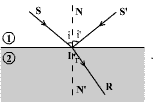 S N S'
i i'
①
② I r
N' R